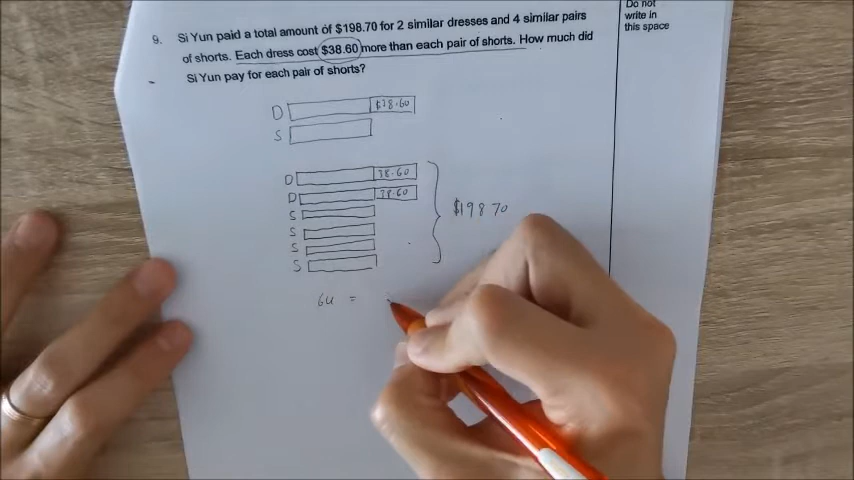 9. Si Yun paid a total amount of $198.70 for 2 similar dresses and 4 similar pairs
of shorts. Each dress cost $38.60 more than each pair of shorts. How much did
Si Yun pay for each pair of shorts?
Do not
write in
this space
D $38.60
S
D 38.60
D 38.60
S
S $198.70
S
S
6u =